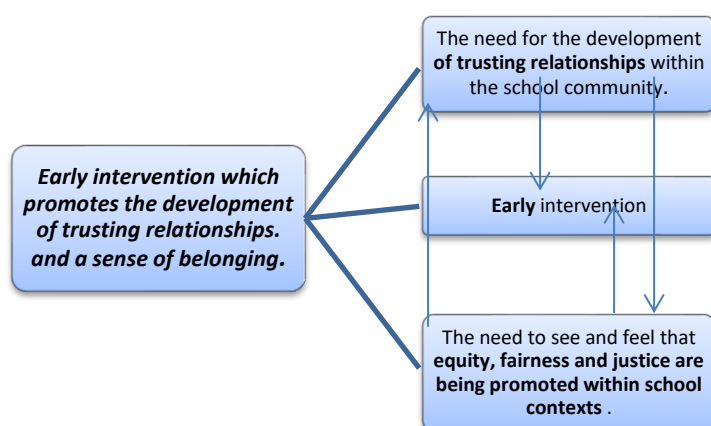 The need for the development
of trusting relationships within
the school community.
Early intervention which
promotes the development
of trusting relationships.
and a sense of belonging.
Early intervention
The need to see and feel that
equity, fairness and justice are
being promoted within school
contexts .